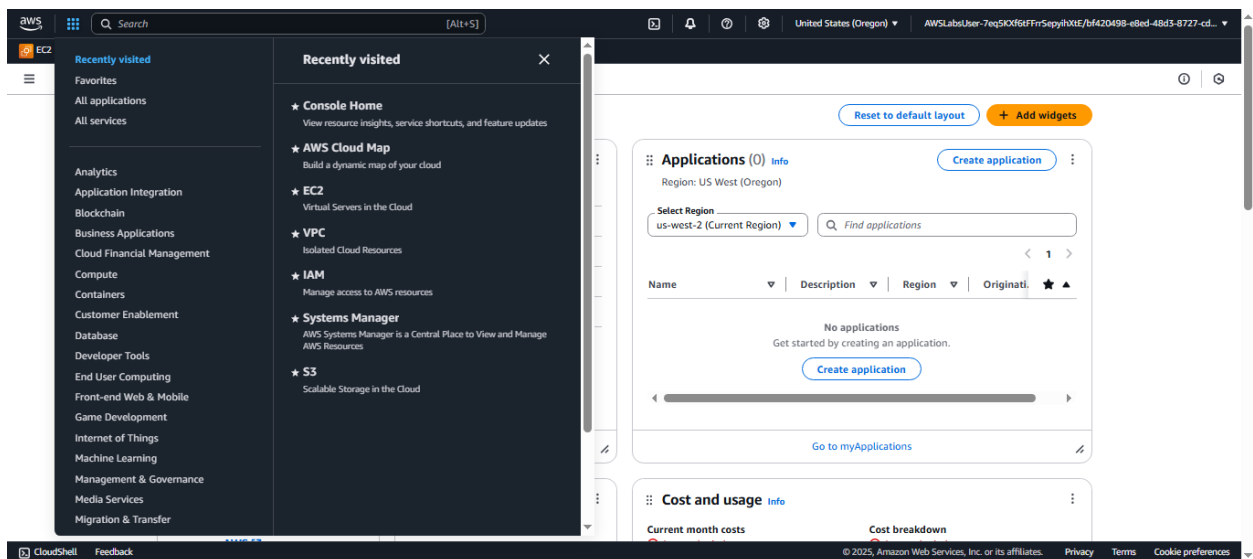 aws
Search
[Alt+S]
United States (Oregon)
AWSLabsUser-7eq5KXf6tFFrrSepyihXtE/bf420498-e8ed-48d3-8727-cd...
EC2
Recently visited
Favorites
All applications
All services
Analytics
Application Integration
Blockchain
Business Applications
Cloud Financial Management
Compute
Containers
Customer Enablement
Database
Developer Tools
End User Computing
Front-end Web & Mobile
Game Development
Internet of Things
Machine Learning
Management & Governance
Media Services
Migration & Transfer
Recently visited
Console Home
View resource insights, service shortcuts, and feature updates
AWS Cloud Map
Build a dynamic map of your cloud
EC2
Virtual Servers in the Cloud
VPC
Isolated Cloud Resources
IAM
Manage access to AWS resources
Systems Manager
AWS Systems Manager is a Central Place to View and Manage
AWS Resources
S3
Scalable Storage in the Cloud
Reset to default layout
+ Add widgets
Applications (0) Info
Create application
Region: US West (Oregon)
Select Region
us-west-2 (Current Region)
Find applications
1
Name
Description
Region
Originati.
No applications
Get started by creating an application.
Create application
Go to myApplications
Cost and usage Info
Current month costs
Cost breakdown
CloudShell
Feedback
© 2025, Amazon Web Services, Inc. or its affiliates.
Privacy
Terms
Cookie preferences